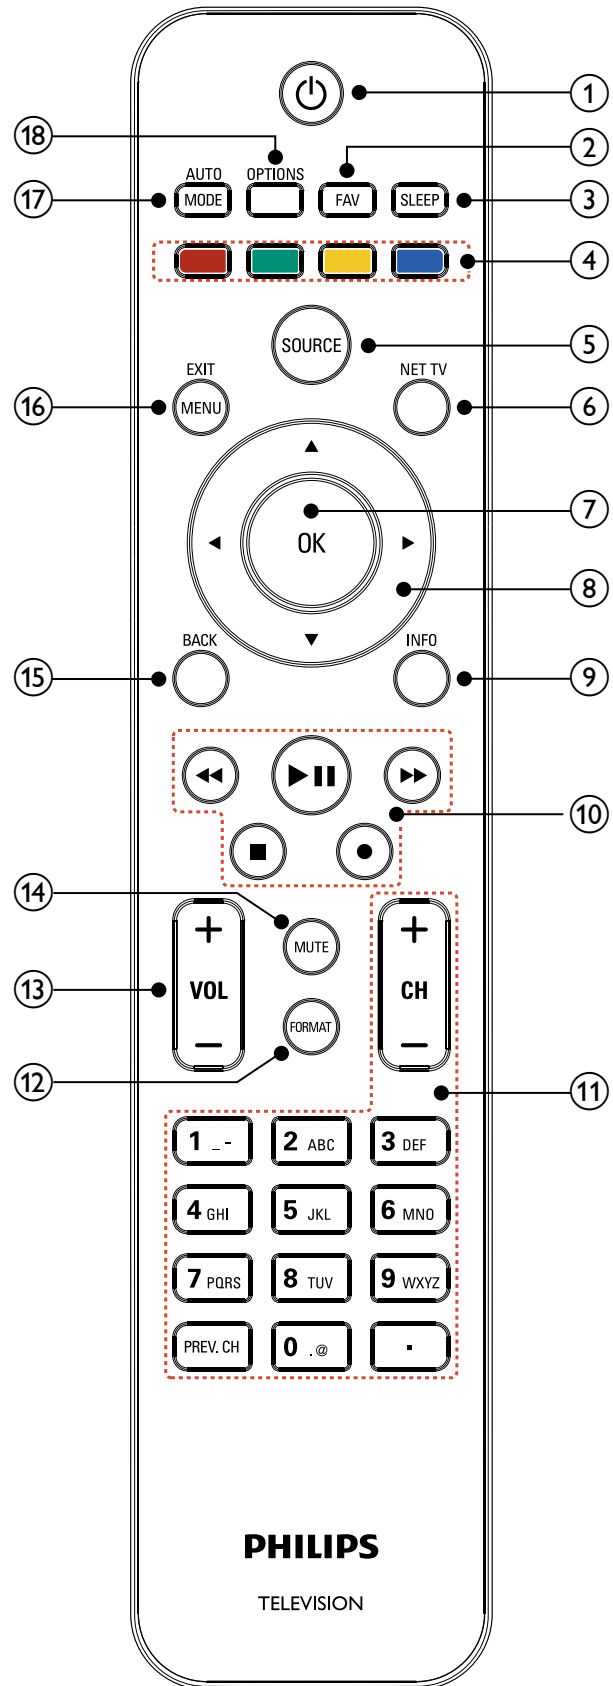 ①
⑱ ②
AUTO OPTIONS
⑰ MODE FAV SLEEP ③
④
SOURCE ⑤
EXIT NET TV
⑯ MENU ⑥
⑦
OK
⑧
BACK INFO
⑮ ⑨
⑩
⑭
+ MUTE +
⑬ VOL CH
− FORMAT −
⑫ ⑪
1 _ - 2 ABC 3 DEF
4 GHI 5 JKL 6 MNO
7 PQRS 8 TUV 9 WXYZ
PREV. CH 0 .@ .
PHILIPS
TELEVISION